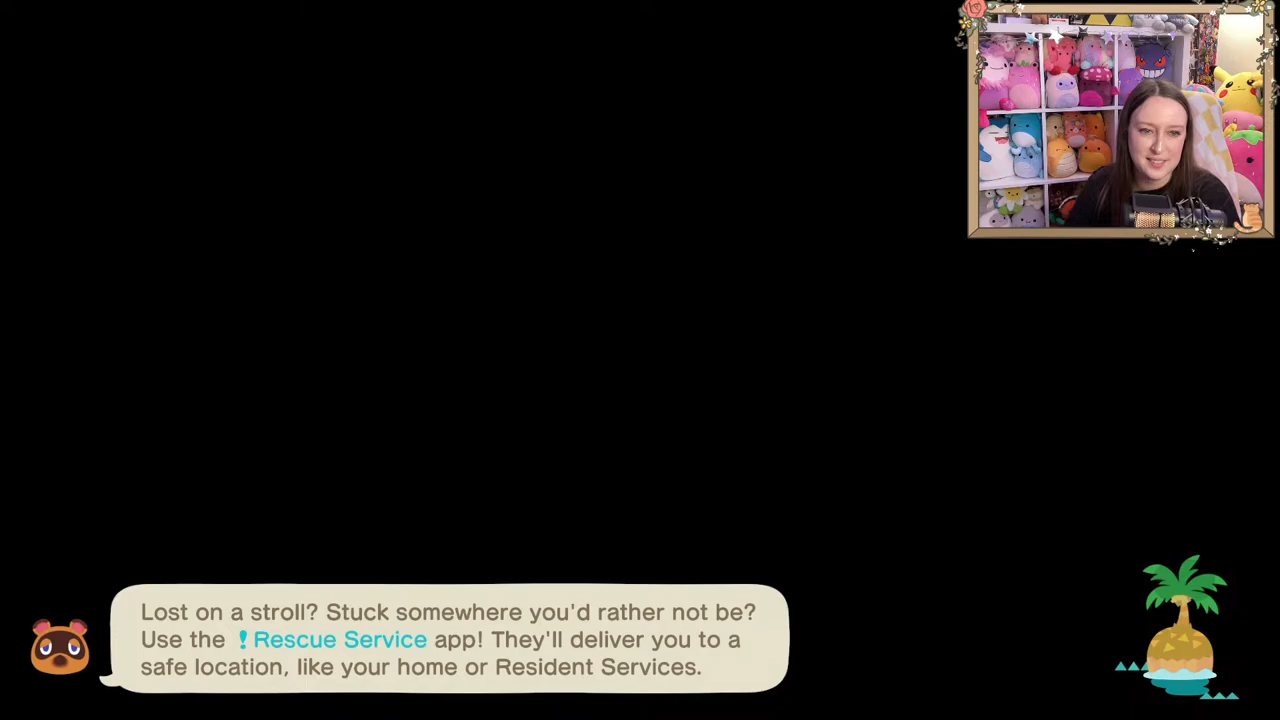 Lost on a stroll? Stuck somewhere you'd rather not be?
Use the ! Rescue Service app! They'll deliver you to a
safe location, like your home or Resident Services.